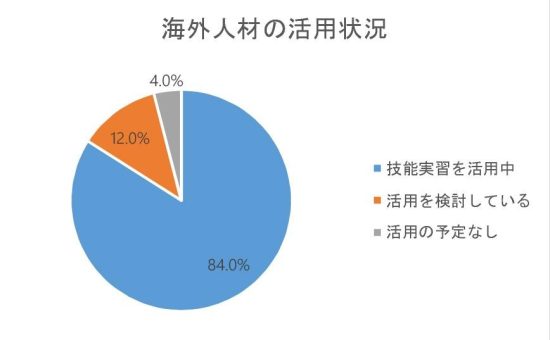 海外人材の活用状況
4.0%
12.0%
84.0%
技能実習を活用中
活用を検討している
活用の予定なし